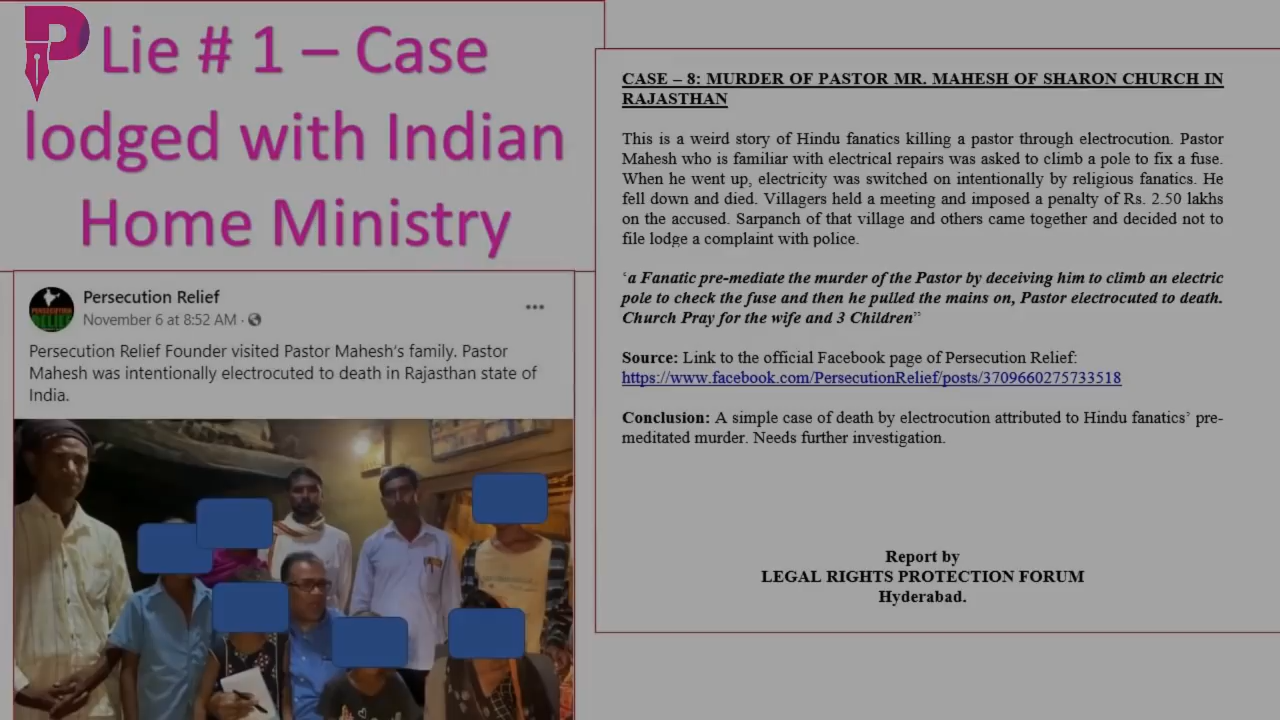 P
Lie # 1 – Case
lodged with Indian
Home Ministry
Persecution Relief
November 6 at 8:52 AM ·
Persecution Relief Founder visited Pastor Mahesh's family. Pastor
Mahesh was intentionally electrocuted to death in Rajasthan state of
India.
CASE – 8: MURDER OF PASTOR MR. MAHESH OF SHARON CHURCH IN
RAJASTHAN
This is a weird story of Hindu fanatics killing a pastor through electrocution. Pastor
Mahesh who is familiar with electrical repairs was asked to climb a pole to fix a fuse.
When he went up, electricity was switched on intentionally by religious fanatics. He
fell down and died. Villagers held a meeting and imposed a penalty of Rs. 2.50 lakhs
on the accused. Sarpanch of that village and others came together and decided not to
file lodge a complaint with police.
‘a Fanatic pre-mediate the murder of the Pastor by deceiving him to climb an electric
pole to check the fuse and then he pulled the mains on, Pastor electrocuted to death.
Church Pray for the wife and 3 Children”
Source: Link to the official Facebook page of Persecution Relief:
https://www.facebook.com/PersecutionRelief/posts/3709660275733518
Conclusion: A simple case of death by electrocution attributed to Hindu fanatics’ pre-
meditated murder. Needs further investigation.
Report by
LEGAL RIGHTS PROTECTION FORUM
Hyderabad.